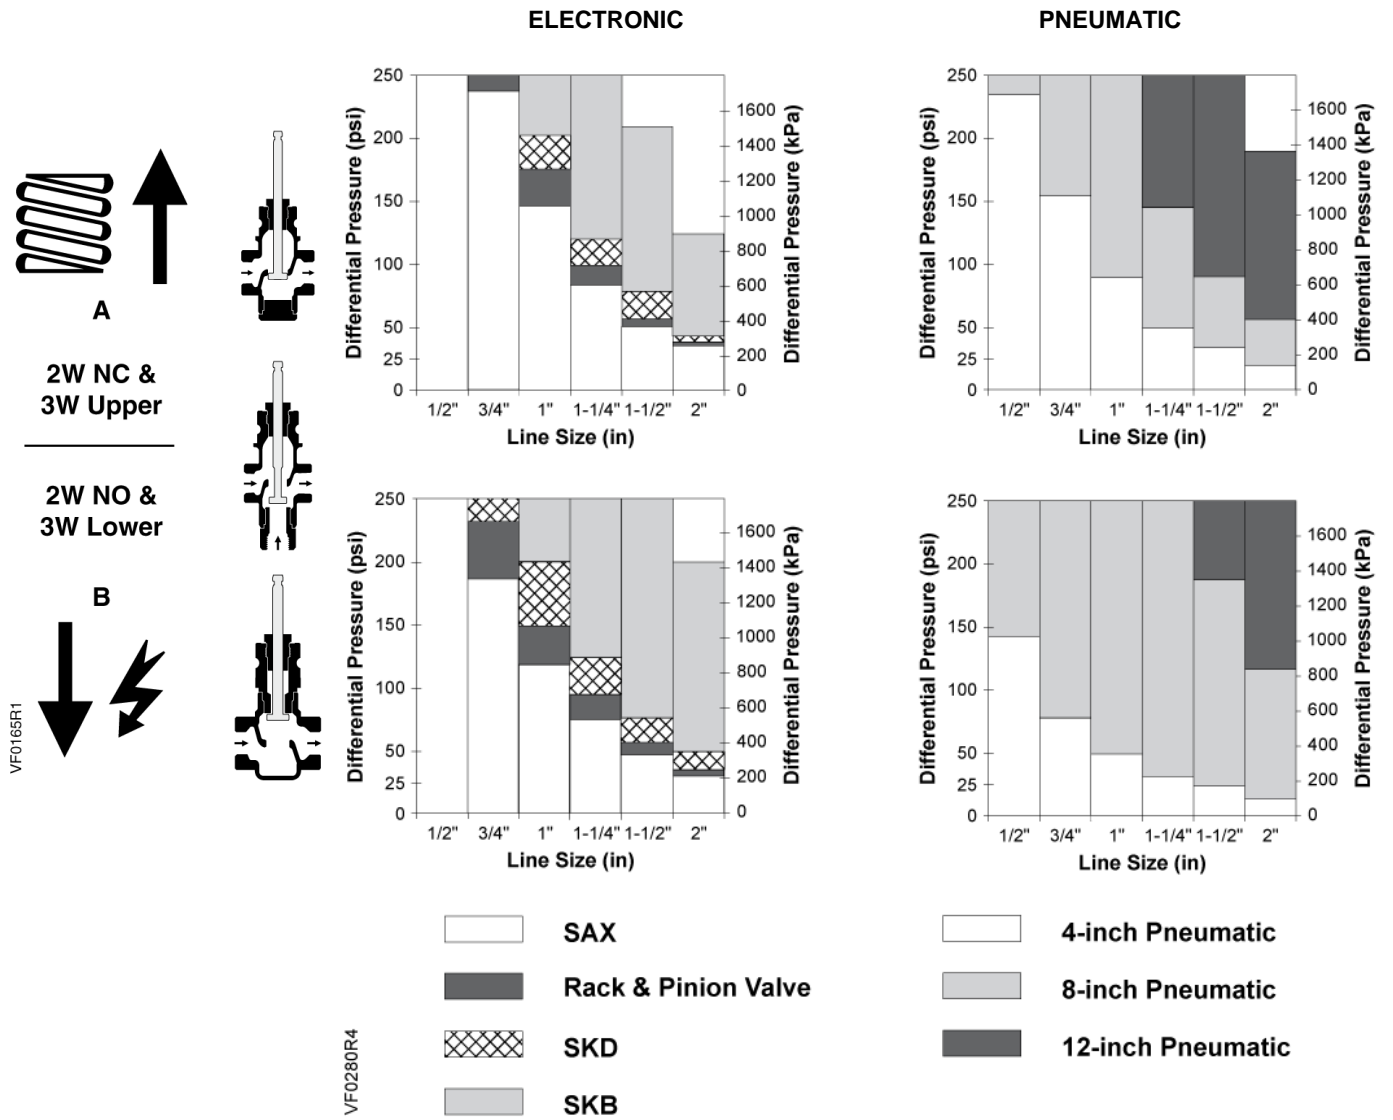 ELECTRONIC
PNEUMATIC
A
2W NC &
3W Upper
2W NO &
3W Lower
B
VF0165R1
Differential Pressure (psi)
250
200
150
100
50
25
0
1/2" 3/4" 1" 1-1/4" 1-1/2" 2"
Line Size (in)
1600
1400
1200
1000
800
600
400
200
0
Differential Pressure (kPa)
Differential Pressure (psi)
250
200
150
100
50
25
0
1/2" 3/4" 1" 1-1/4" 1-1/2" 2"
Line Size (in)
1600
1400
1200
1000
800
600
400
200
0
Differential Pressure (kPa)
Differential Pressure (psi)
250
200
150
100
50
25
0
1/2" 3/4" 1" 1-1/4" 1-1/2" 2"
Line Size (in)
1600
1400
1200
1000
800
600
400
200
0
Differential Pressure (kPa)
Differential Pressure (psi)
250
200
150
100
50
25
0
1/2" 3/4" 1" 1-1/4" 1-1/2" 2"
Line Size (in)
1600
1400
1200
1000
800
600
400
200
0
Differential Pressure (kPa)
SAX
Rack & Pinion Valve
SKD
SKB
4-inch Pneumatic
8-inch Pneumatic
12-inch Pneumatic
VF0280R4